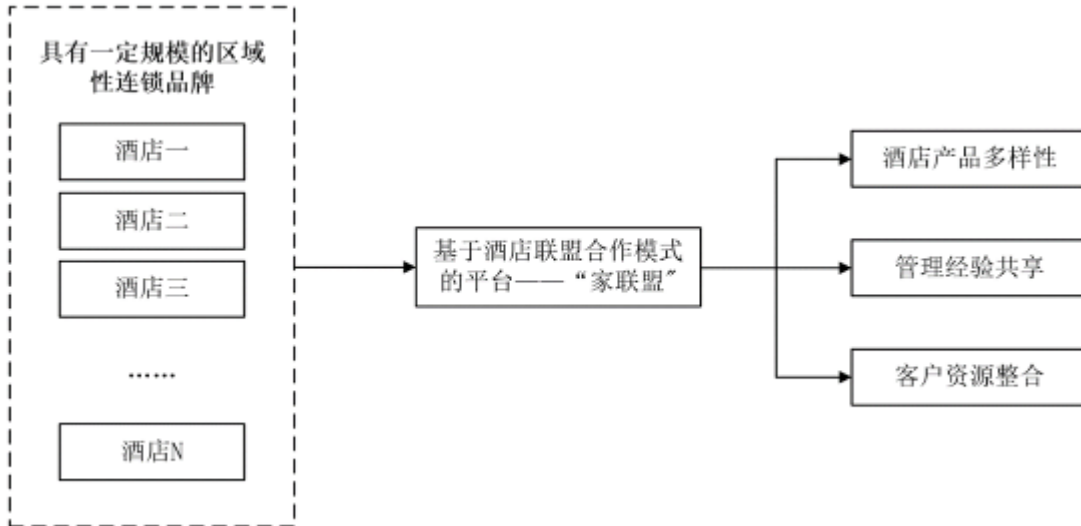 具有一定规模的区域
性连锁品牌
酒店一
酒店二
酒店三
……
酒店N
基于酒店联盟合作模式
的平台——“家联盟”
酒店产品多样性
管理经验共享
客户资源整合